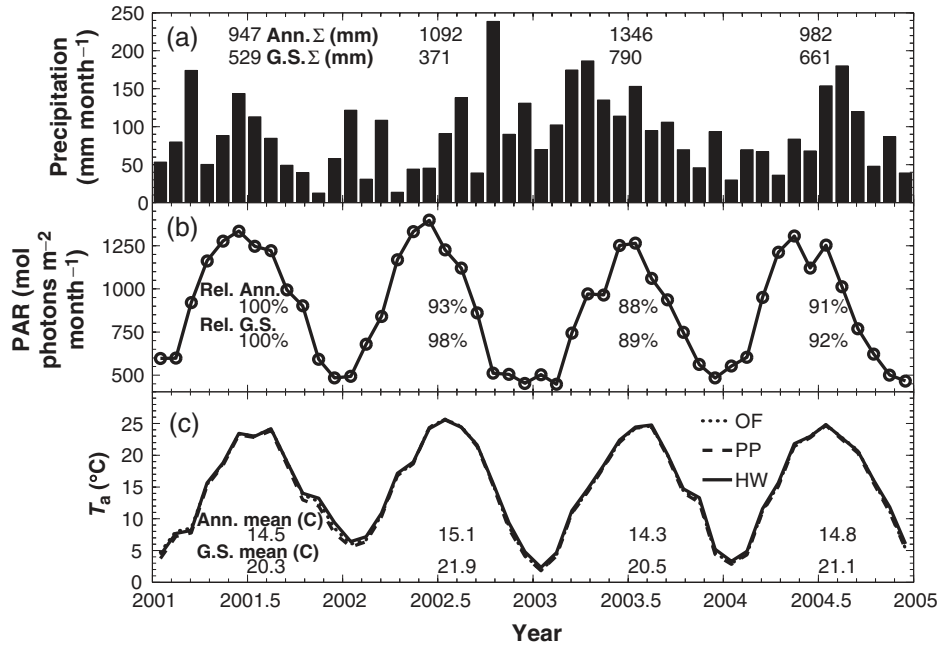 250
200
150
100
50
0
Precipitation
(mm month−1)
(a)
947 Ann.Σ (mm) 1092 1346 982
529 G.S.Σ (mm) 371 790 661
1250
1000
750
500
PAR (mol
photons m−2
month−1)
(b)
Rel. Ann.
100% 93% 88% 91%
Rel. G.S.
100% 98% 89% 92%
25
20
15
10
5
0
Ta (°C)
(c)
OF
PP
HW
Ann. mean (C)
14.5 15.1 14.3 14.8
G.S. mean (C)
20.3 21.9 20.5 21.1
2001 2001.5 2002 2002.5 2003 2003.5 2004 2004.5 2005
Year